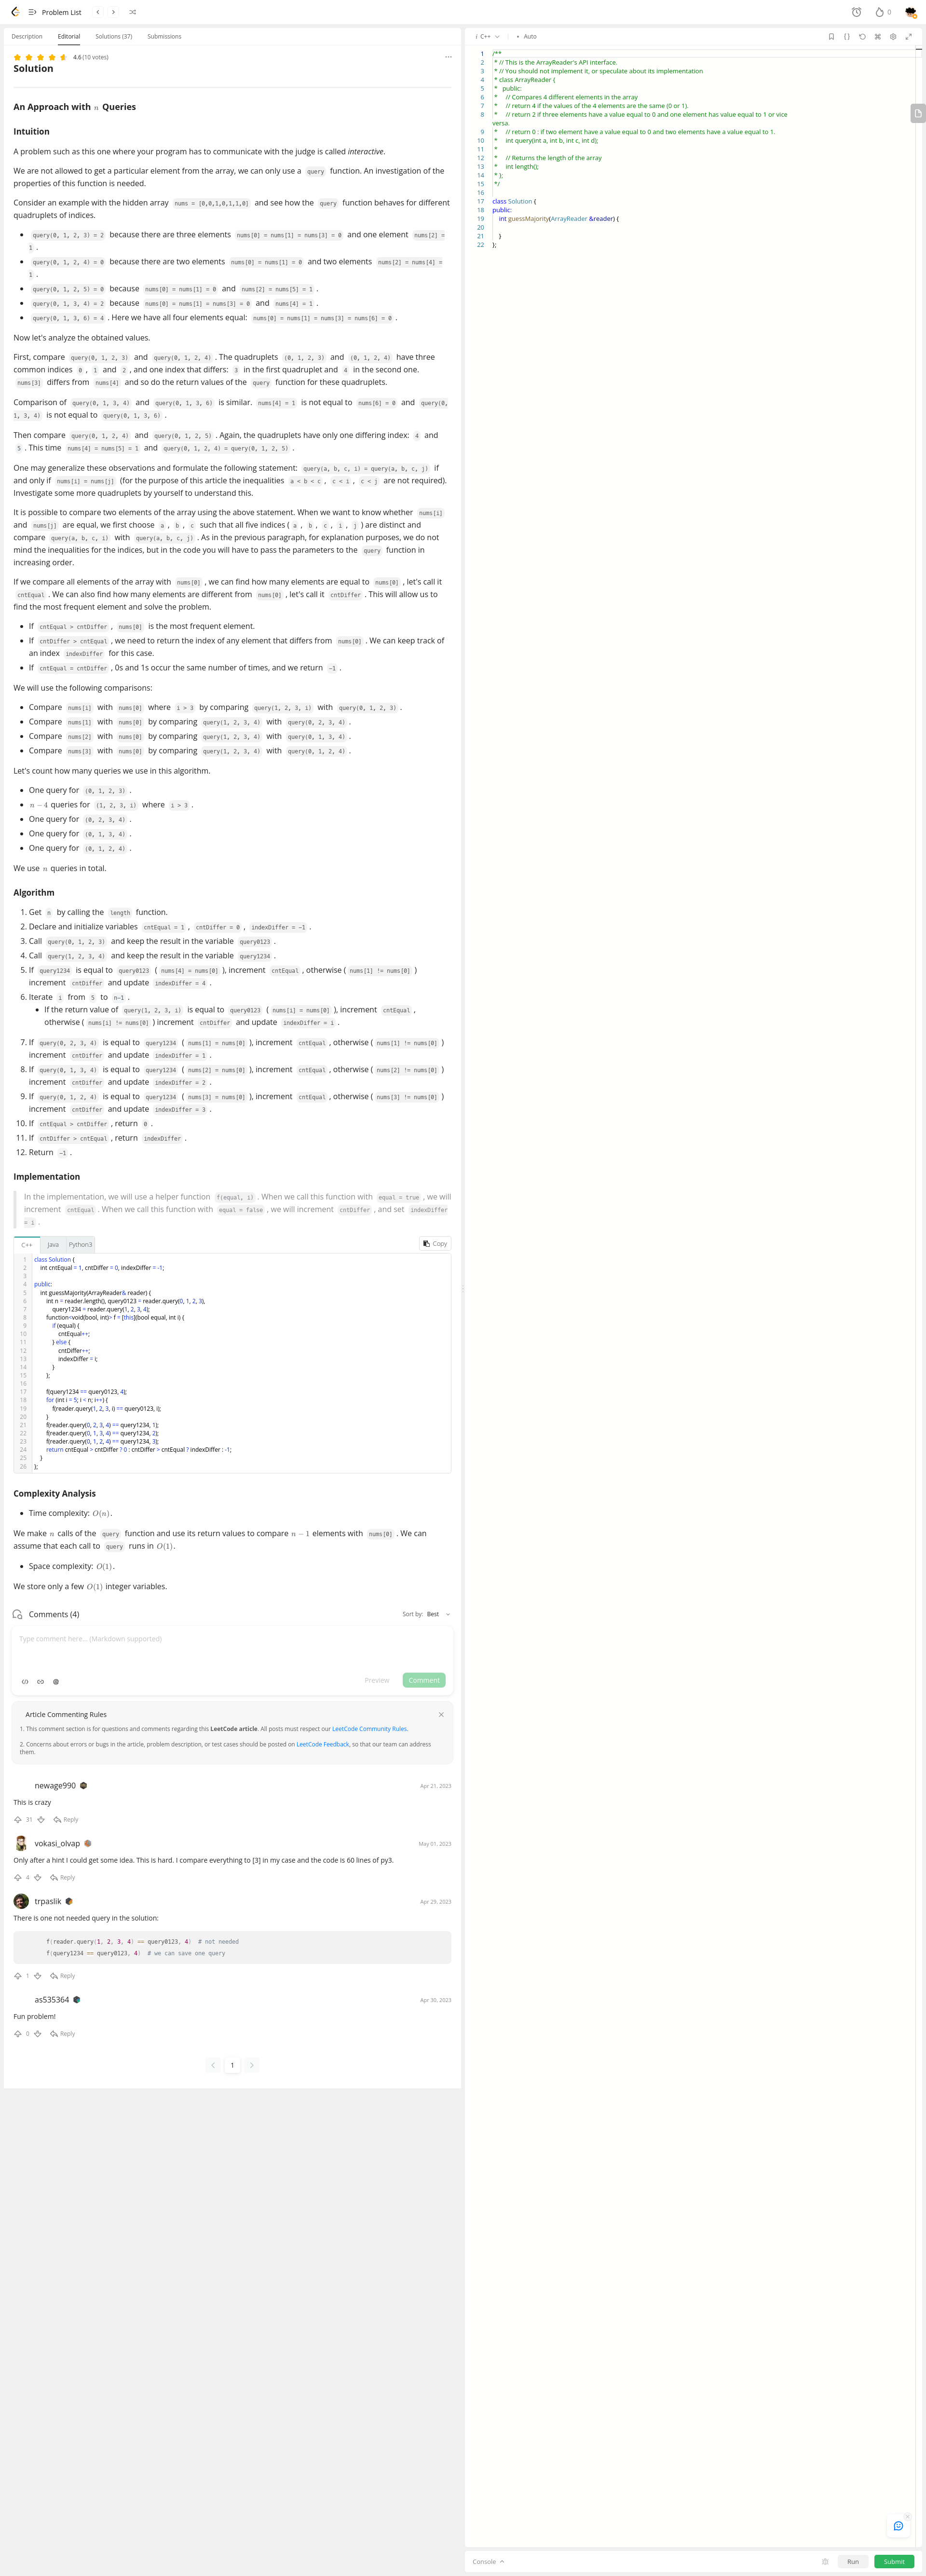 Problem List
0
Description
Editorial
Solutions (37)
Submissions
4.6 (10 votes)
Solution
An Approach with n Queries
Intuition
A problem such as this one where your program has to communicate with the judge is called interactive.
We are not allowed to get a particular element from the array, we can only use a query function. An investigation of the
properties of this function is needed.
Consider an example with the hidden array nums = [0,0,1,0,1,1,0] and see how the query function behaves for different
quadruplets of indices.
• query(0, 1, 2, 3) = 2 because there are three elements nums[0] = nums[1] = nums[3] = 0 and one element nums[2] =
1 .
• query(0, 1, 2, 4) = 0 because there are two elements nums[0] = nums[1] = 0 and two elements nums[2] = nums[4] =
1 .
• query(0, 1, 2, 5) = 0 because nums[0] = nums[1] = 0 and nums[2] = nums[5] = 1 .
• query(0, 1, 3, 4) = 2 because nums[0] = nums[1] = nums[3] = 0 and nums[4] = 1 .
• query(0, 1, 3, 6) = 4 . Here we have all four elements equal: nums[0] = nums[1] = nums[3] = nums[6] = 0 .
Now let's analyze the obtained values.
First, compare query(0, 1, 2, 3) and query(0, 1, 2, 4) . The quadruplets (0, 1, 2, 3) and (0, 1, 2, 4) have three
common indices 0 , 1 and 2 , and one index that differs: 3 in the first quadruplet and 4 in the second one.
nums[3] differs from nums[4] and so do the return values of the query function for these quadruplets.
Comparison of query(0, 1, 3, 4) and query(0, 1, 3, 6) is similar. nums[4] = 1 is not equal to nums[6] = 0 and query(0,
1, 3, 4) is not equal to query(0, 1, 3, 6) .
Then compare query(0, 1, 2, 4) and query(0, 1, 2, 5) . Again, the quadruplets have only one differing index: 4 and
5 . This time nums[4] = nums[5] = 1 and query(0, 1, 2, 4) = query(0, 1, 2, 5) .
One may generalize these observations and formulate the following statement: query(a, b, c, i) = query(a, b, c, j) if
and only if nums[i] = nums[j] (for the purpose of this article the inequalities a < b < c , c < i , c < j are not required).
Investigate some more quadruplets by yourself to understand this.
It is possible to compare two elements of the array using the above statement. When we want to know whether nums[i]
and nums[j] are equal, we first choose a , b , c such that all five indices ( a , b , c , i , j ) are distinct and
compare query(a, b, c, i) with query(a, b, c, j) . As in the previous paragraph, for explanation purposes, we do not
mind the inequalities for the indices, but in the code you will have to pass the parameters to the query function in
increasing order.
If we compare all elements of the array with nums[0] , we can find how many elements are equal to nums[0] , let's call it
cntEqual . We can also find how many elements are different from nums[0] , let's call it cntDiffer . This will allow us to
find the most frequent element and solve the problem.
• If cntEqual > cntDiffer , nums[0] is the most frequent element.
• If cntDiffer > cntEqual , we need to return the index of any element that differs from nums[0] . We can keep track of
an index indexDiffer for this case.
• If cntEqual = cntDiffer , 0s and 1s occur the same number of times, and we return -1 .
We will use the following comparisons:
• Compare nums[i] with nums[0] where i > 3 by comparing query(1, 2, 3, i) with query(0, 1, 2, 3) .
• Compare nums[1] with nums[0] by comparing query(1, 2, 3, 4) with query(0, 2, 3, 4) .
• Compare nums[2] with nums[0] by comparing query(1, 2, 3, 4) with query(0, 1, 3, 4) .
• Compare nums[3] with nums[0] by comparing query(1, 2, 3, 4) with query(0, 1, 2, 4) .
Let's count how many queries we use in this algorithm.
• One query for (0, 1, 2, 3) .
• n − 4 queries for (1, 2, 3, i) where i > 3 .
• One query for (0, 2, 3, 4) .
• One query for (0, 1, 3, 4) .
• One query for (0, 1, 2, 4) .
We use n queries in total.
Algorithm
1. Get n by calling the length function.
2. Declare and initialize variables cntEqual = 1 , cntDiffer = 0 , indexDiffer = -1 .
3. Call query(0, 1, 2, 3) and keep the result in the variable query0123 .
4. Call query(1, 2, 3, 4) and keep the result in the variable query1234 .
5. If query1234 is equal to query0123 ( nums[4] = nums[0] ), increment cntEqual , otherwise ( nums[1] != nums[0] )
increment cntDiffer and update indexDiffer = 4 .
6. Iterate i from 5 to n-1 .
• If the return value of query(1, 2, 3, i) is equal to query0123 ( nums[i] = nums[0] ), increment cntEqual ,
otherwise ( nums[i] != nums[0] ) increment cntDiffer and update indexDiffer = i .
7. If query(0, 2, 3, 4) is equal to query1234 ( nums[1] = nums[0] ), increment cntEqual , otherwise ( nums[1] != nums[0] )
increment cntDiffer and update indexDiffer = 1 .
8. If query(0, 1, 3, 4) is equal to query1234 ( nums[2] = nums[0] ), increment cntEqual , otherwise ( nums[2] != nums[0] )
increment cntDiffer and update indexDiffer = 2 .
9. If query(0, 1, 2, 4) is equal to query1234 ( nums[3] = nums[0] ), increment cntEqual , otherwise ( nums[3] != nums[0] )
increment cntDiffer and update indexDiffer = 3 .
10. If cntEqual > cntDiffer , return 0 .
11. If cntDiffer > cntEqual , return indexDiffer .
12. Return -1 .
Implementation
In the implementation, we will use a helper function f(equal, i) . When we call this function with equal = true , we will
increment cntEqual . When we call this function with equal = false , we will increment cntDiffer , and set indexDiffer
= i .
C++
Java
Python3
Copy
1 class Solution {
2 int cntEqual = 1, cntDiffer = 0, indexDiffer = -1;
3
4 public:
5 int guessMajority(ArrayReader& reader) {
6 int n = reader.length(), query0123 = reader.query(0, 1, 2, 3),
7 query1234 = reader.query(1, 2, 3, 4);
8 function<void(bool, int)> f = [this](bool equal, int i) {
9 if (equal) {
10 cntEqual++;
11 } else {
12 cntDiffer++;
13 indexDiffer = i;
14 }
15 };
16
17 f(query1234 == query0123, 4);
18 for (int i = 5; i < n; i++) {
19 f(reader.query(1, 2, 3, i) == query0123, i);
20 }
21 f(reader.query(0, 2, 3, 4) == query1234, 1);
22 f(reader.query(0, 1, 3, 4) == query1234, 2);
23 f(reader.query(0, 1, 2, 4) == query1234, 3);
24 return cntEqual > cntDiffer ? 0 : cntDiffer > cntEqual ? indexDiffer : -1;
25 }
26 };
Complexity Analysis
• Time complexity: O(n).
We make n calls of the query function and use its return values to compare n − 1 elements with nums[0] . We can
assume that each call to query runs in O(1).
• Space complexity: O(1).
We store only a few O(1) integer variables.
Comments (4)
Sort by: Best
Type comment here... (Markdown supported)
Preview
Comment
Article Commenting Rules
1. This comment section is for questions and comments regarding this LeetCode article. All posts must respect our LeetCode Community Rules.
2. Concerns about errors or bugs in the article, problem description, or test cases should be posted on LeetCode Feedback, so that our team can address
them.
newage990
Apr 21, 2023
This is crazy
31
Reply
vokasi_olvap
May 01, 2023
Only after a hint I could get some idea. This is hard. I compare everything to [3] in my case and the code is 60 lines of py3.
4
Reply
trpaslik
Apr 29, 2023
There is one not needed query in the solution:
f(reader.query(1, 2, 3, 4) == query0123, 4) # not needed
f(query1234 == query0123, 4) # we can save one query
1
Reply
as535364
Apr 30, 2023
Fun problem!
0
Reply
1
i C++
Auto
1 /**
2 * // This is the ArrayReader's API interface.
3 * // You should not implement it, or speculate about its implementation
4 * class ArrayReader {
5 * public:
6 * // Compares 4 different elements in the array
7 * // return 4 if the values of the 4 elements are the same (0 or 1).
8 * // return 2 if three elements have a value equal to 0 and one element has value equal to 1 or vice
versa.
9 * // return 0 : if two element have a value equal to 0 and two elements have a value equal to 1.
10 * int query(int a, int b, int c, int d);
11 *
12 * // Returns the length of the array
13 * int length();
14 * };
15 */
16
17 class Solution {
18 public:
19 int guessMajority(ArrayReader &reader) {
20
21 }
22 };
Console
Run
Submit